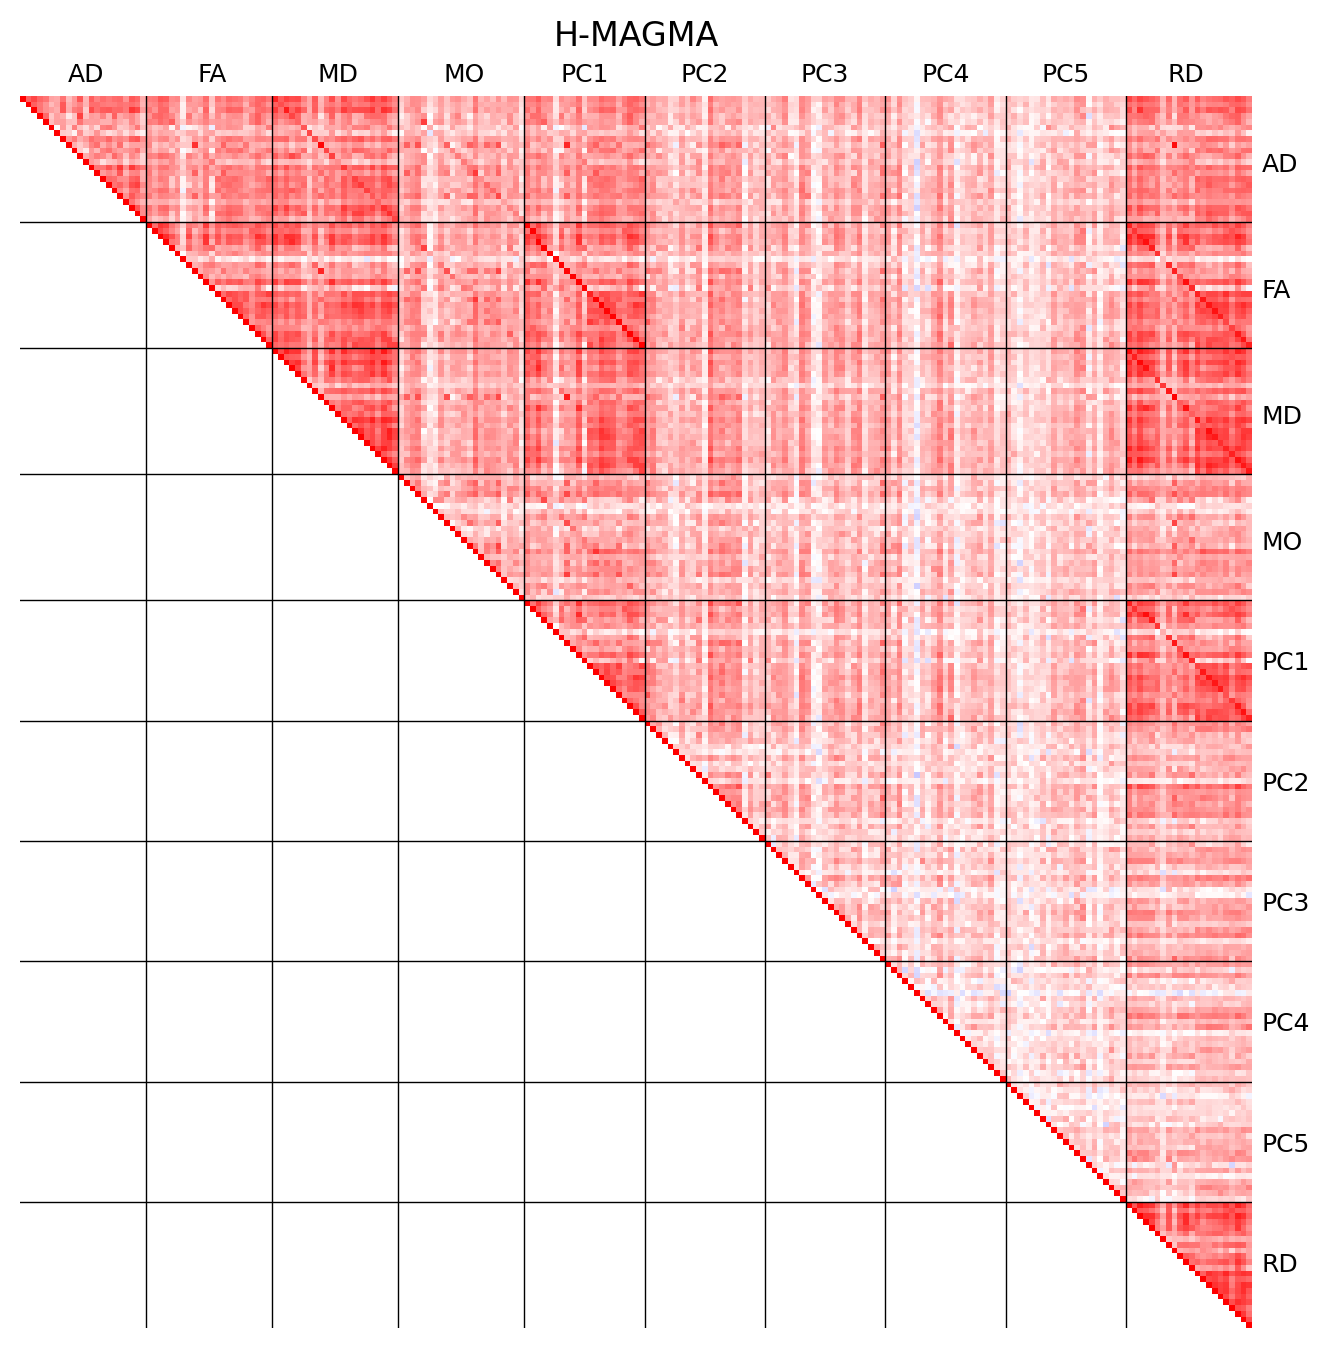 H-MAGMA
AD FA MD MO PC1 PC2 PC3 PC4 PC5 RD
AD
FA
MD
MO
PC1
PC2
PC3
PC4
PC5
RD